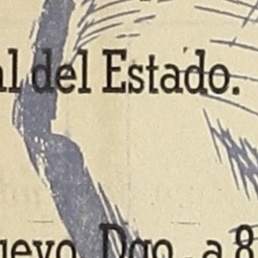 al del Estado.
uevo, Dgo., a 8